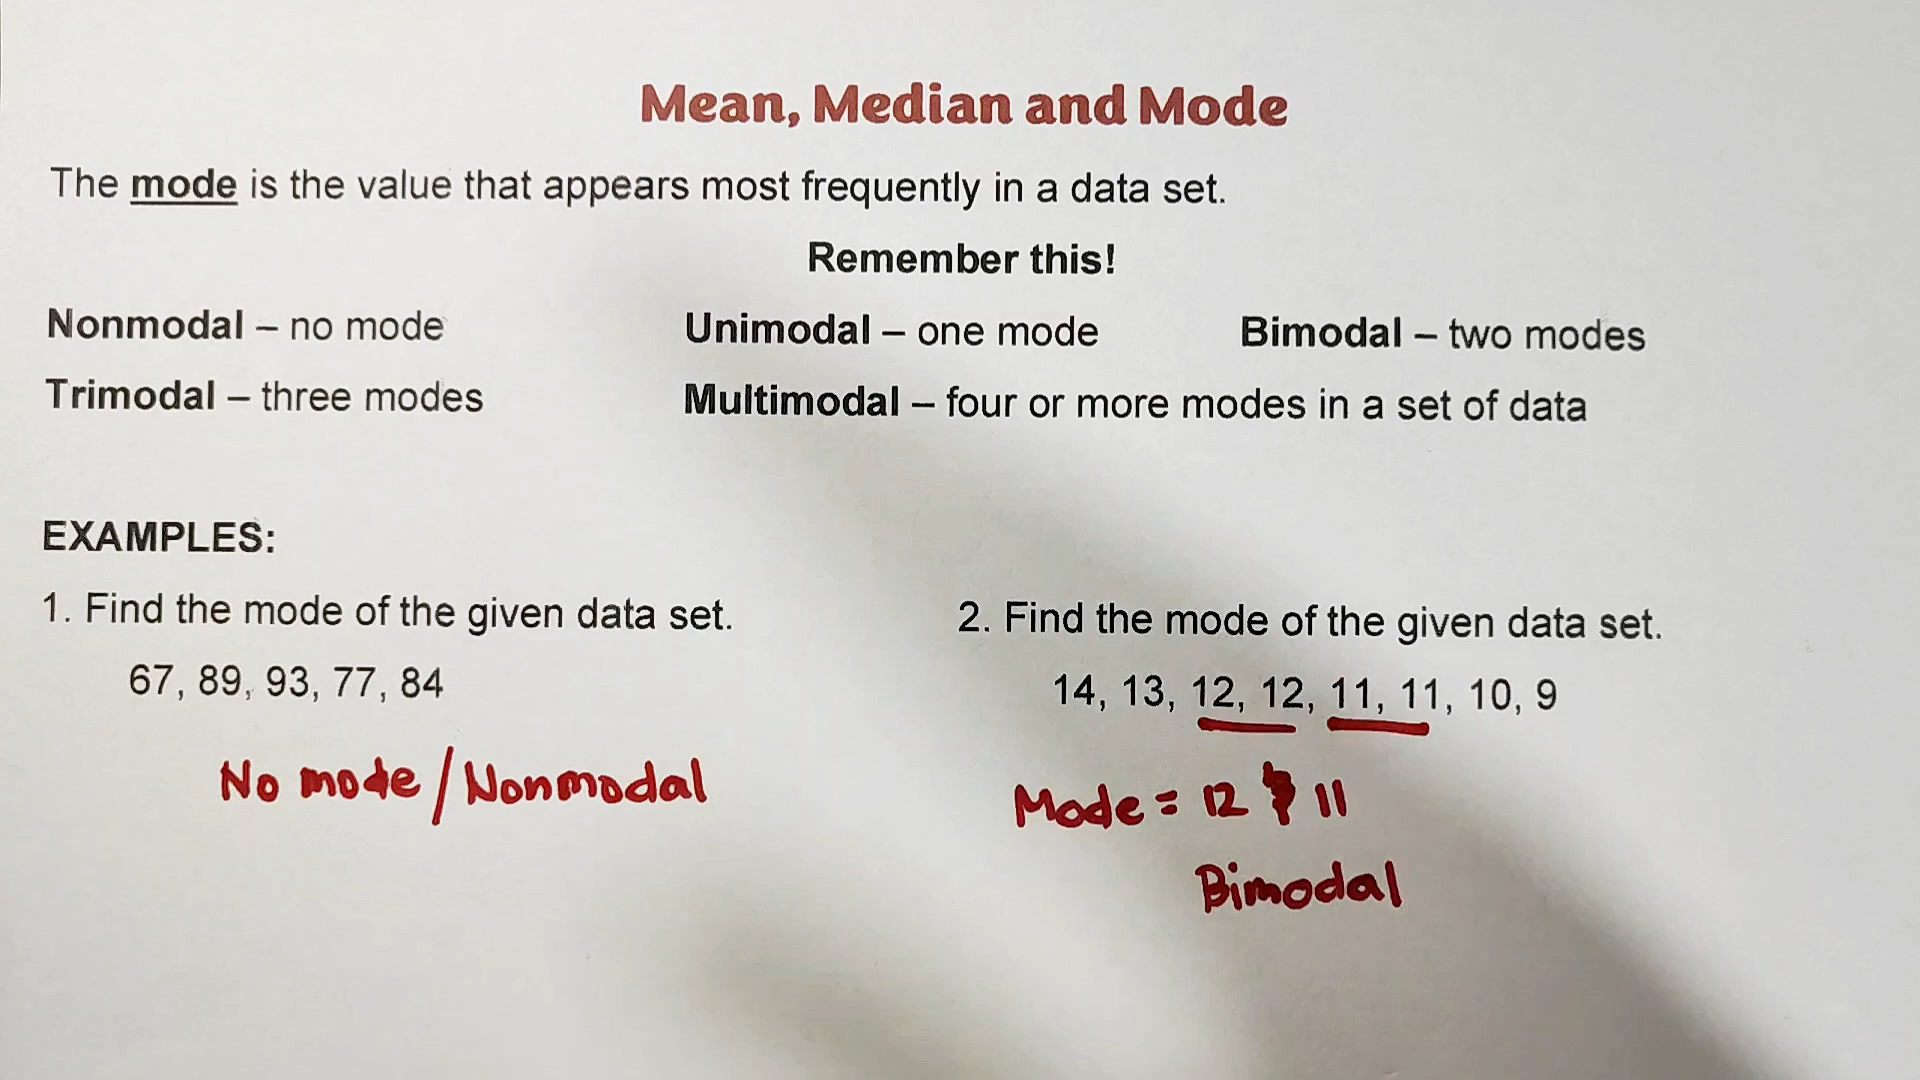 Mean, Median and Mode
The mode is the value that appears most frequently in a data set.
Remember this!
Nonmodal – no mode Unimodal – one mode Bimodal – two modes
Trimodal – three modes Multimodal – four or more modes in a set of data
EXAMPLES:
1. Find the mode of the given data set. 2. Find the mode of the given data set.
67, 89, 93, 77, 84 14, 13, 12, 12, 11, 11, 10, 9
No mode / Nonmodal Mode = 12 11
Bimodal